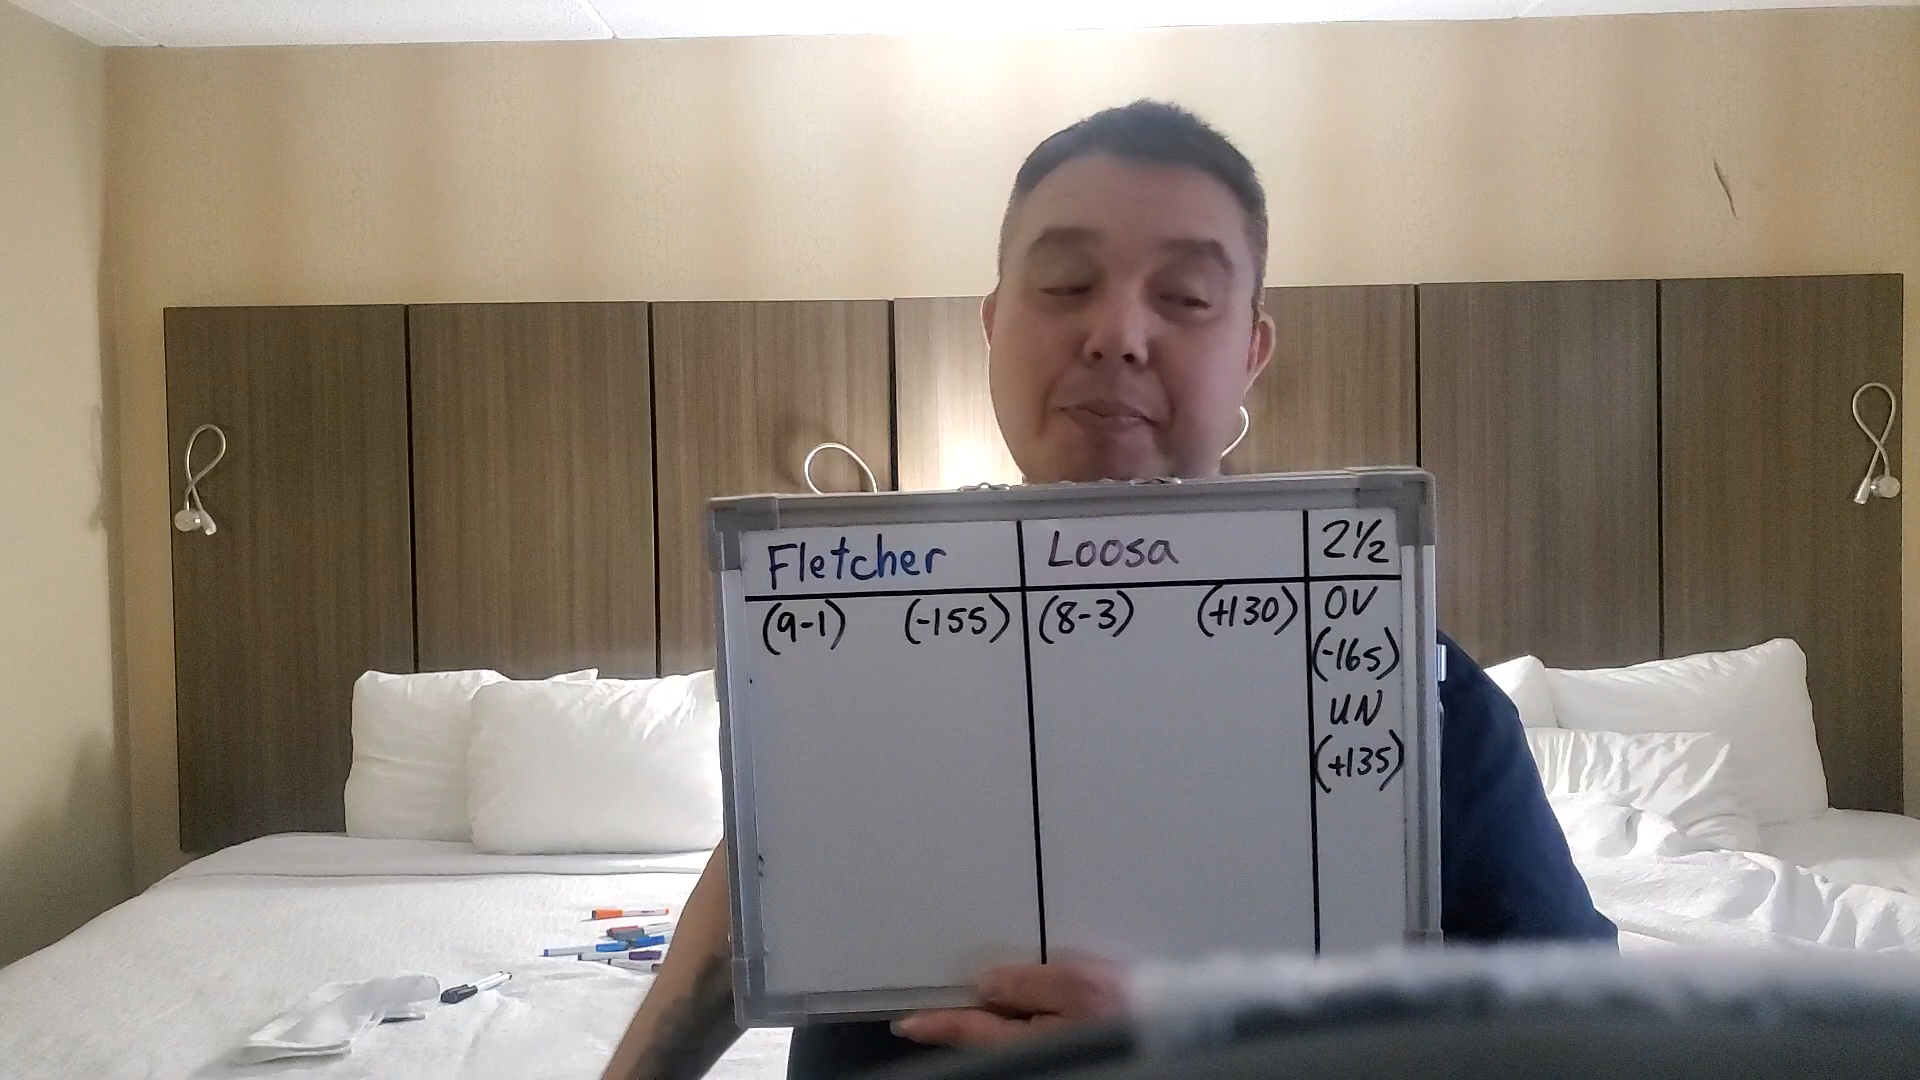 Fletcher Loosa 2½
(9-1) (-155) (8-3) (+130) OV
(-165)
UN
(+135)